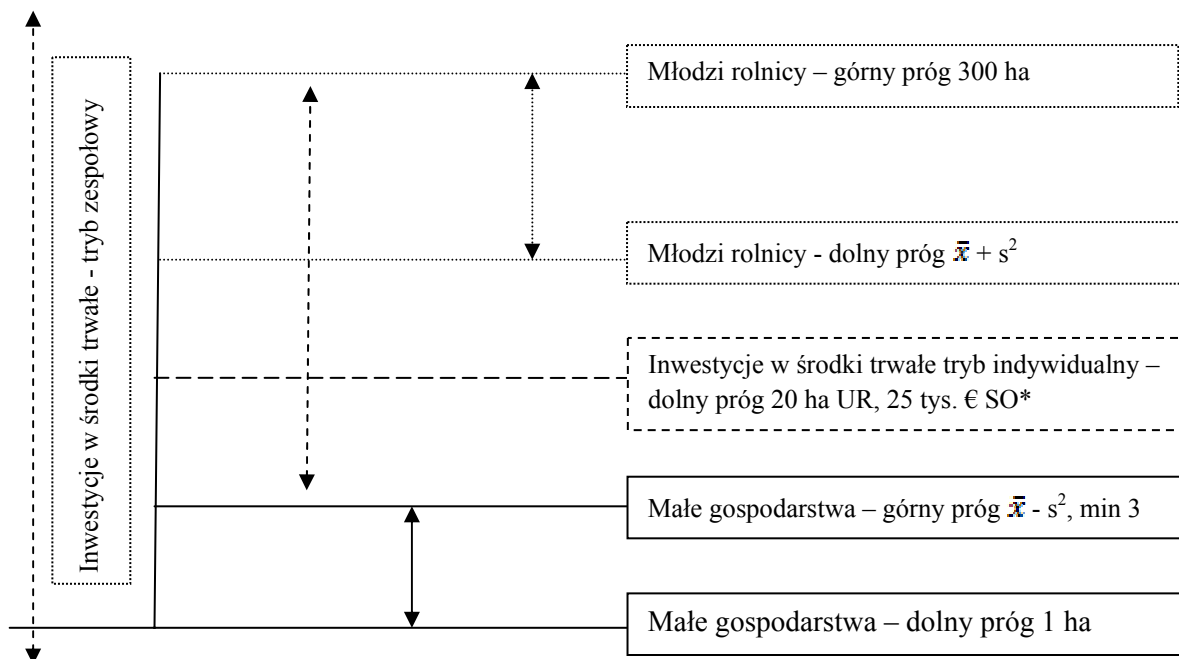 Inwestycje w środki trwałe - tryb zespołowy
Młodzi rolnicy – górny próg 300 ha
Młodzi rolnicy - dolny próg x̄ + s²
Inwestycje w środki trwałe tryb indywidualny –
dolny próg 20 ha UR, 25 tys. € SO*
Małe gospodarstwa – górny próg x̄ - s², min 3
Małe gospodarstwa – dolny próg 1 ha